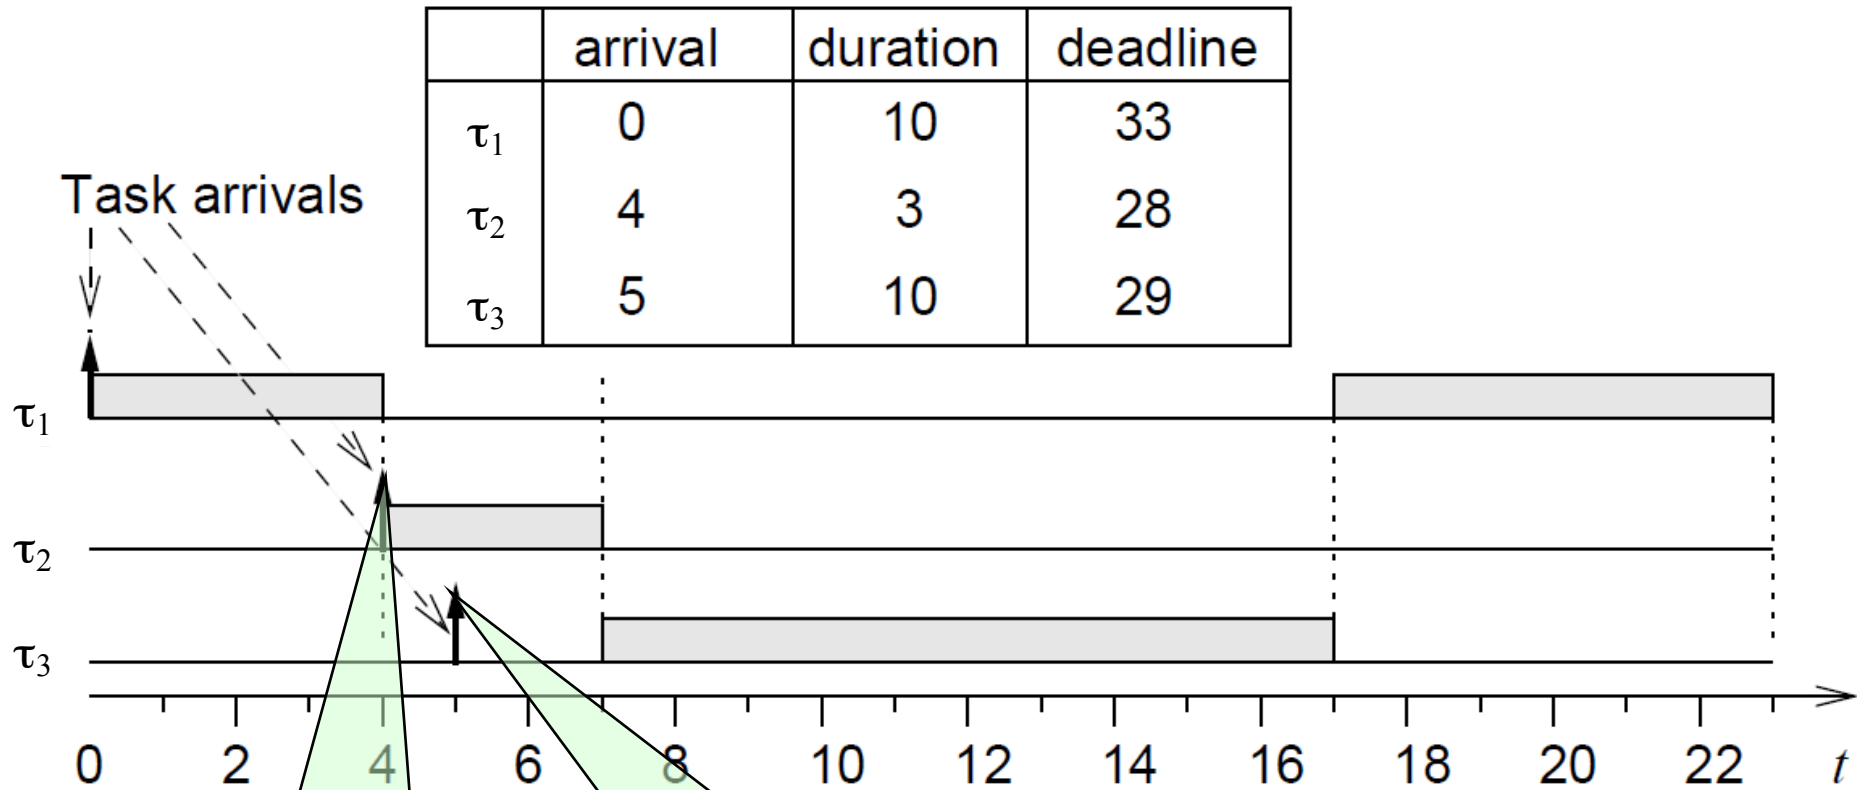 arrival duration deadline
τ1 0 10 33
Task arrivals
τ2 4 3 28
τ3 5 10 29
τ1
τ2
τ3
0 2 4 6 8 10 12 14 16 18 20 22 t